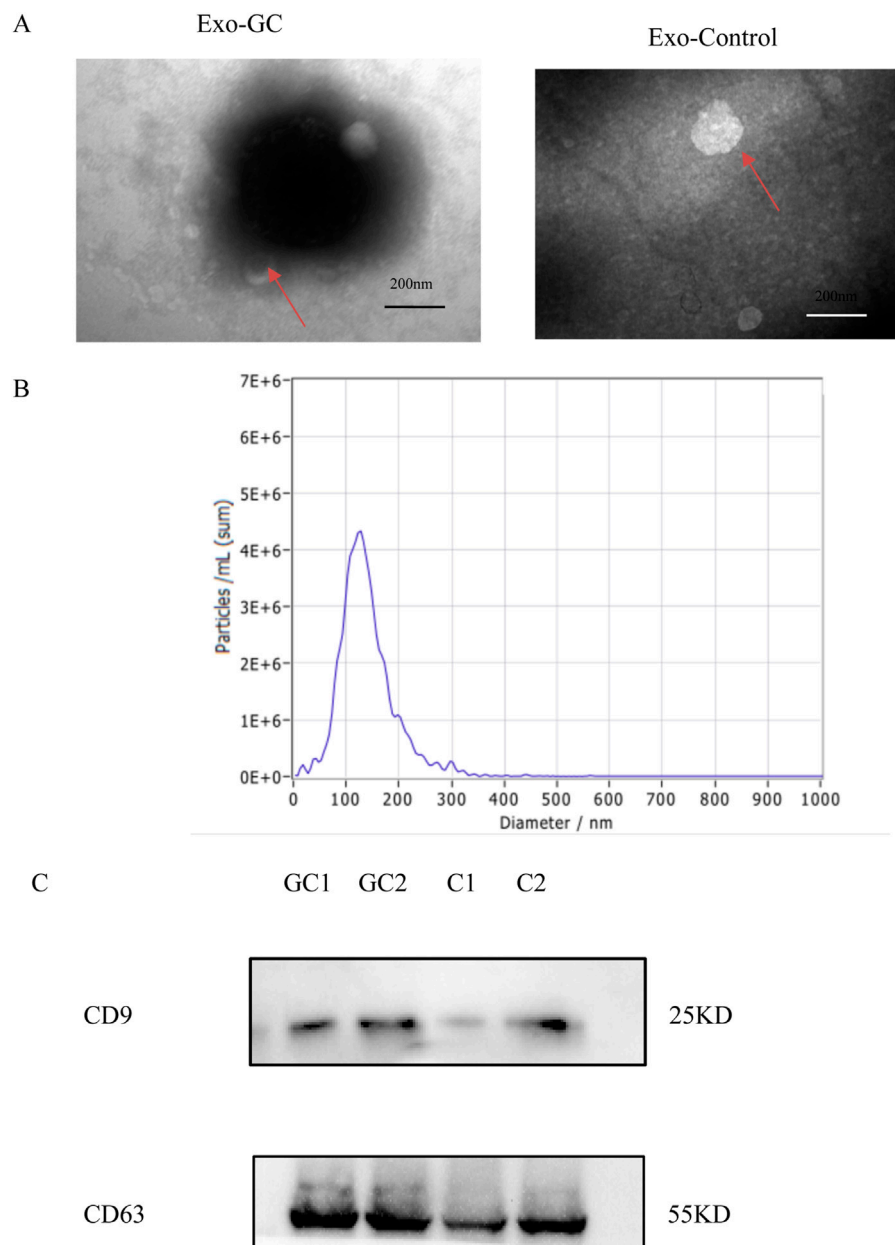 A
Exo-GC
Exo-Control
200nm
200nm
B
7E+6
6E+6
5E+6
4E+6
3E+6
2E+6
1E+6
0E+0
Particles /mL (sum)
0 100 200 300 400 500 600 700 800 900 1000
Diameter / nm
C
GC1 GC2 C1 C2
CD9 25KD
CD63 55KD